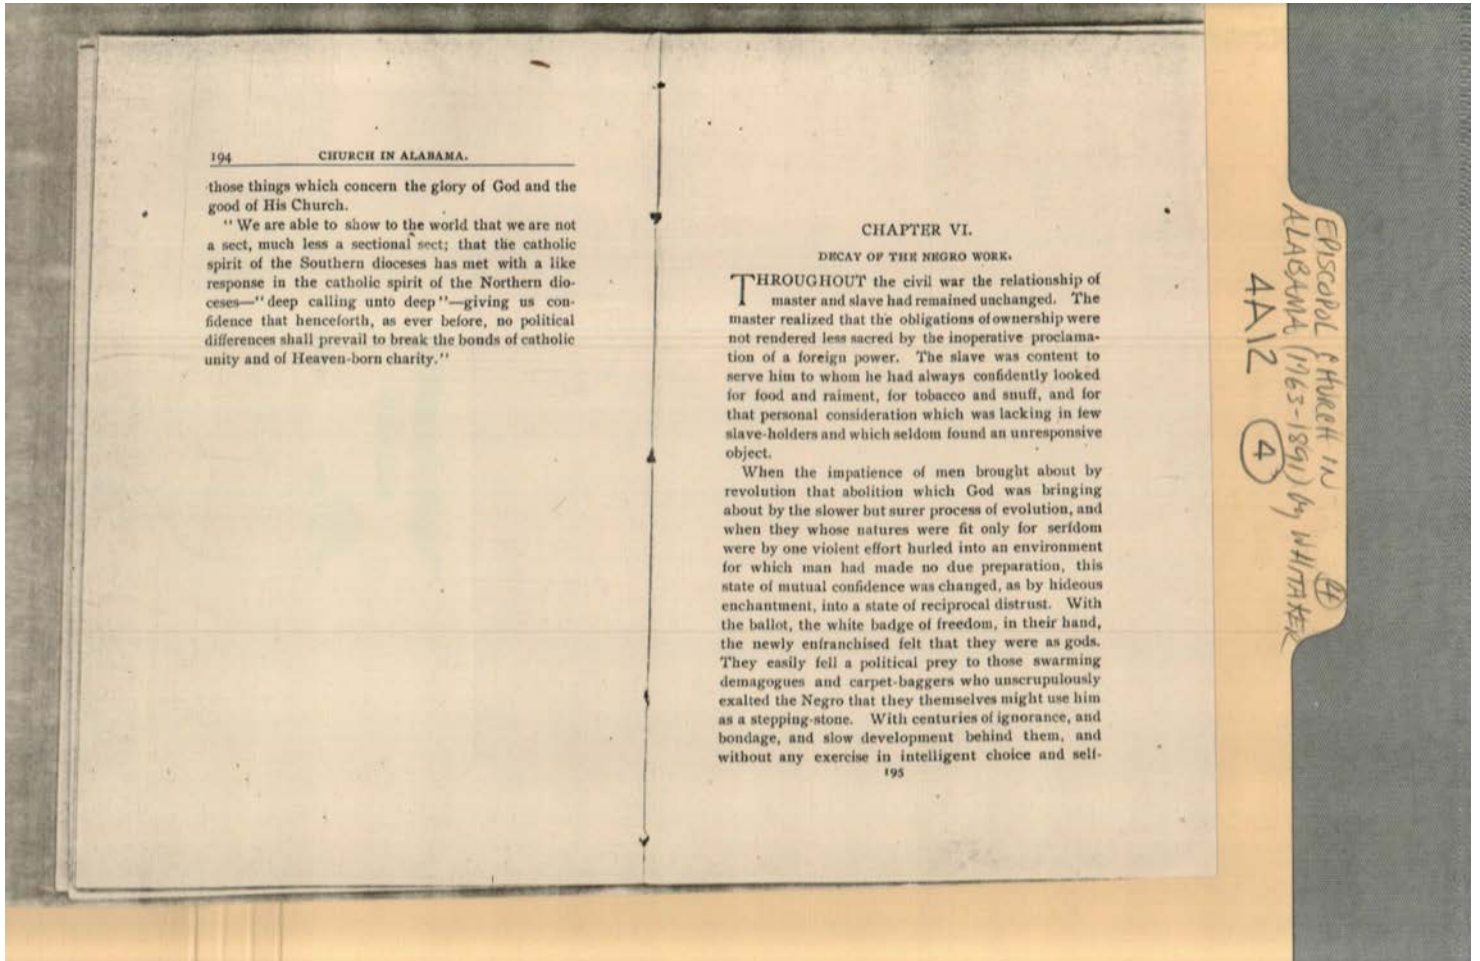 194 CHURCH IN ALABAMA.
those things which concern the glory of God and the
good of His Church.
" We are able to show to the world that we are not
a sect, much less a sectional sect; that the catholic
spirit of the Southern dioceses has met with a like
response in the catholic spirit of the Northern dio-
ceses—" deep calling unto deep "—giving us con-
fidence that henceforth, as ever before, no political
differences shall prevail to break the bonds of catholic
unity and of Heaven-born charity."
CHAPTER VI.
DECAY OF THE NEGRO WORK.
THROUGHOUT the civil war the relationship of
master and slave had remained unchanged. The
master realized that the obligations of ownership were
not rendered less sacred by the inoperative proclama-
tion of a foreign power. The slave was content to
serve him to whom he had always confidently looked
for food and raiment, for tobacco and snuff, and for
that personal consideration which was lacking in few
slave-holders and which seldom found an unresponsive
object.
When the impatience of men brought about by
revolution that abolition which God was bringing
about by the slower but surer process of evolution, and
when they whose natures were fit only for serfdom
were by one violent effort hurled into an environment
for which man had made no due preparation, this
state of mutual confidence was changed, as by hideous
enchantment, into a state of reciprocal distrust. With
the ballot, the white badge of freedom, in their hand,
the newly enfranchised felt that they were as gods.
They easily fell a political prey to those swarming
demagogues and carpet-baggers who unscrupulously
exalted the Negro that they themselves might use him
as a stepping-stone. With centuries of ignorance, and
bondage, and slow development behind them, and
without any exercise in intelligent choice and self-
195
EPISCOPOL CHURCH IN (4)
ALABAMA (1763-1891) by WHITAKER
4A12 (4)